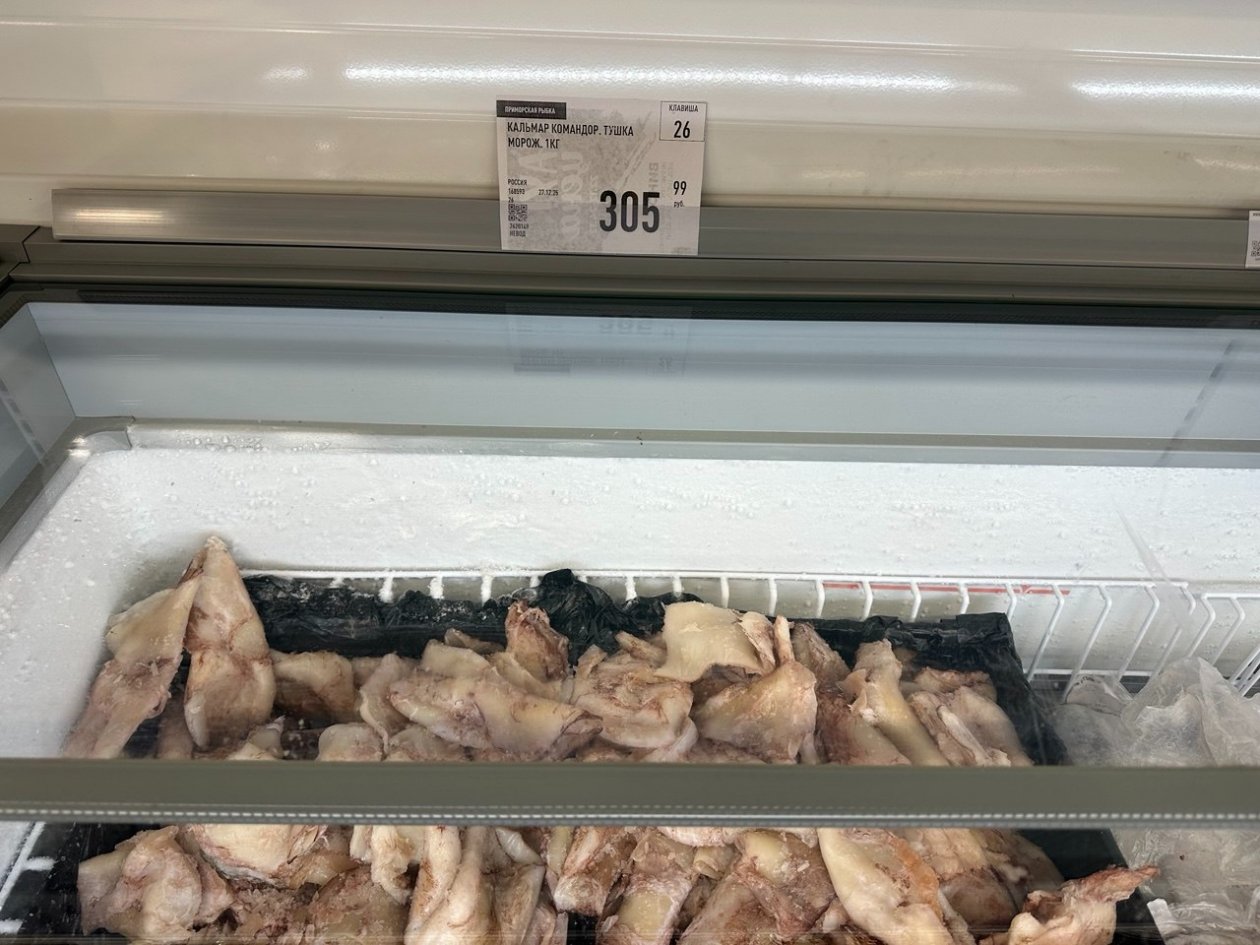 ПРИМОРСКАЯ РЫБКА
КЛАВИША
26
КАЛЬМАР КОМАНДОР. ТУШКА
МОРОЖ. 1КГ
РОССИЯ
27.12.25
26
305
99
руб.
НЕВОД